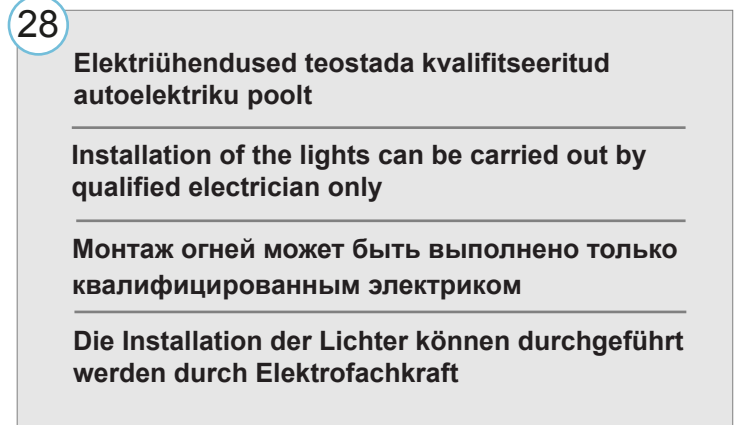 28
Elektriühendused teostada kvalifitseeritud
autoelektriku poolt
Installation of the lights can be carried out by
qualified electrician only
Монтаж огней может быть выполнено только
квалифицированным электриком
Die Installation der Lichter können durchgeführt
werden durch Elektrofachkraft